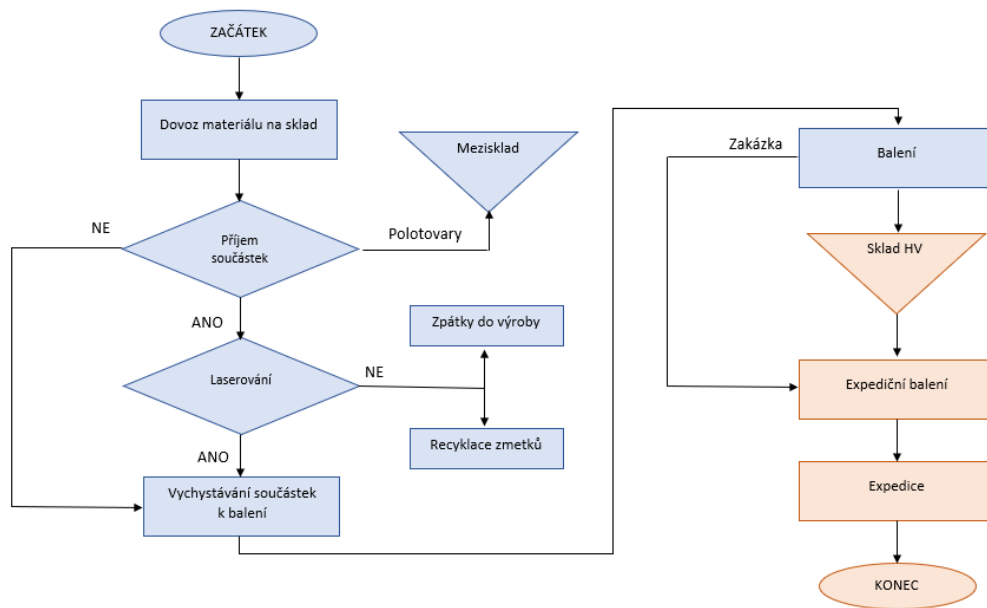 ZAČÁTEK
Dovoz materiálu na sklad
Mezisklad
NE
Příjem
součástek
Polotovary
ANO
Zpátky do výroby
Laserování
NE
Recyklace zmetků
ANO
Vychystávání součástek
k balení
Zakázka
Balení
Sklad HV
Expediční balení
Expedice
KONEC